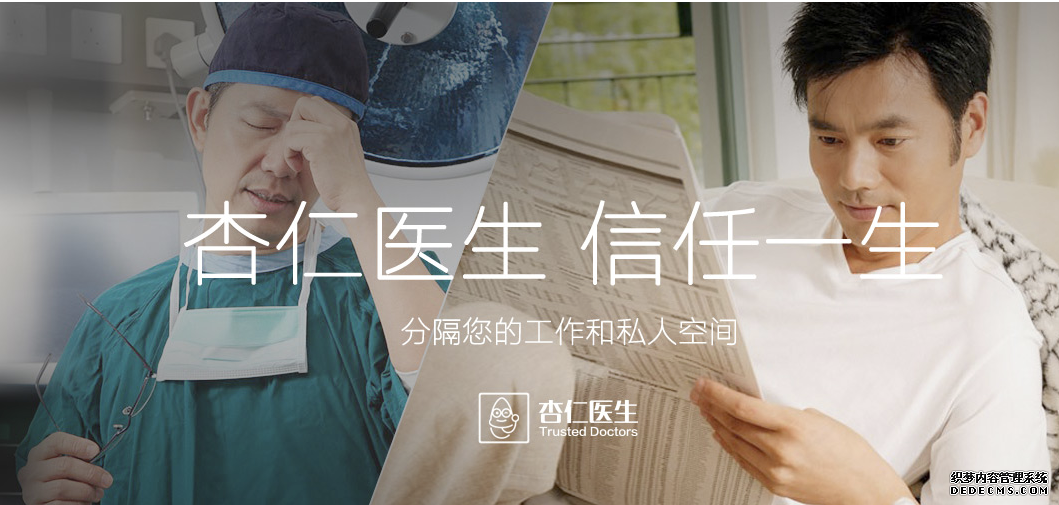 杏仁医生 信任一生
分隔您的工作和私人空间
杏仁医生
Trusted Doctors
织梦内容管理系统
DEDECMS.COM